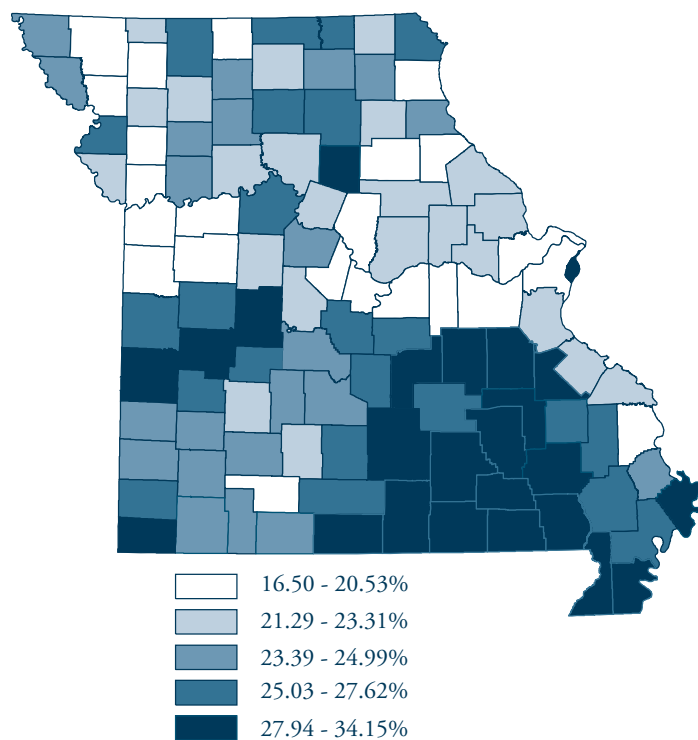 16.50 - 20.53%
21.29 - 23.31%
23.39 - 24.99%
25.03 - 27.62%
27.94 - 34.15%